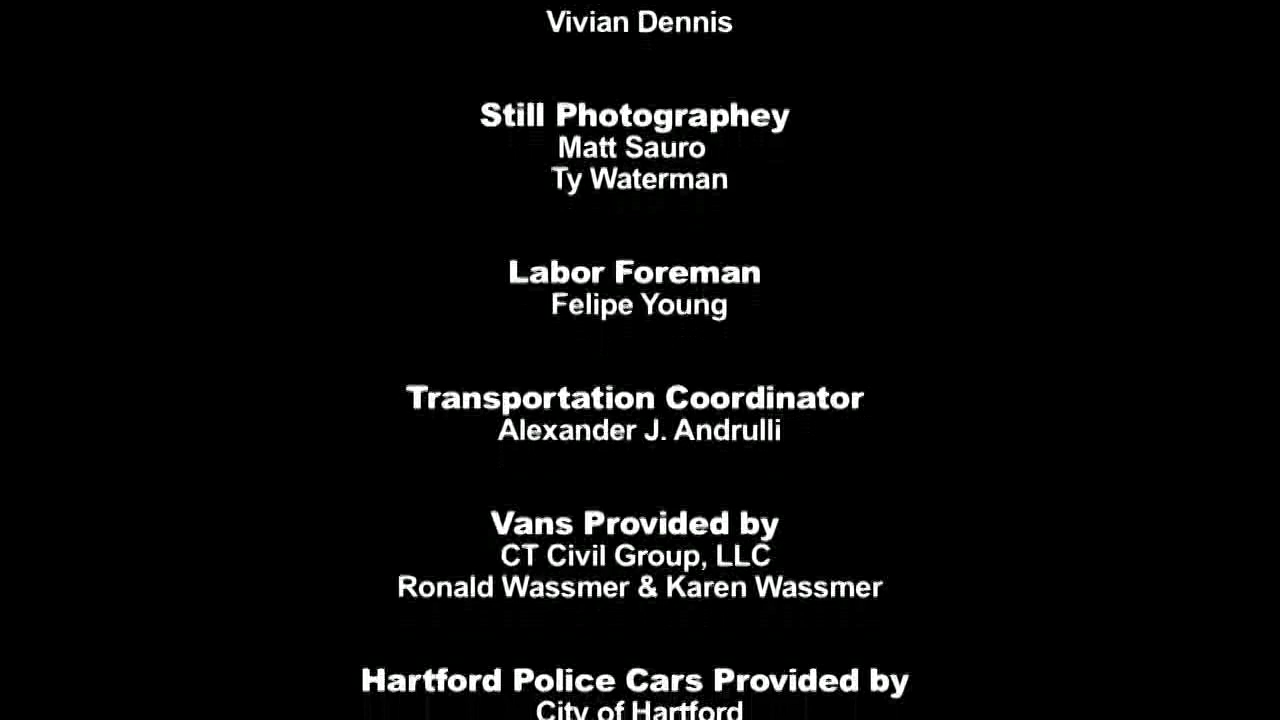 Vivian Dennis
Still Photographey
Matt Sauro
Ty Waterman
Labor Foreman
Felipe Young
Transportation Coordinator
Alexander J. Andrulli
Vans Provided by
CT Civil Group, LLC
Ronald Wassmer & Karen Wassmer
Hartford Police Cars Provided by
City of Hartford